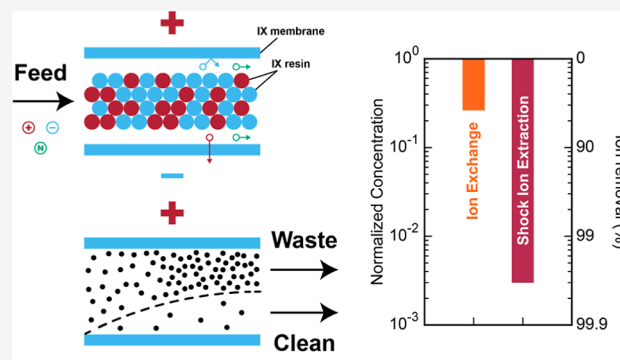 +
IX membrane
IX resin
Feed
+
−
N
−
+
Waste
Clean
10⁰
10⁻¹
10⁻²
10⁻³
Normalized Concentration
Ion Exchange
Shock Ion Extraction
0
90
99
99.9
(%)